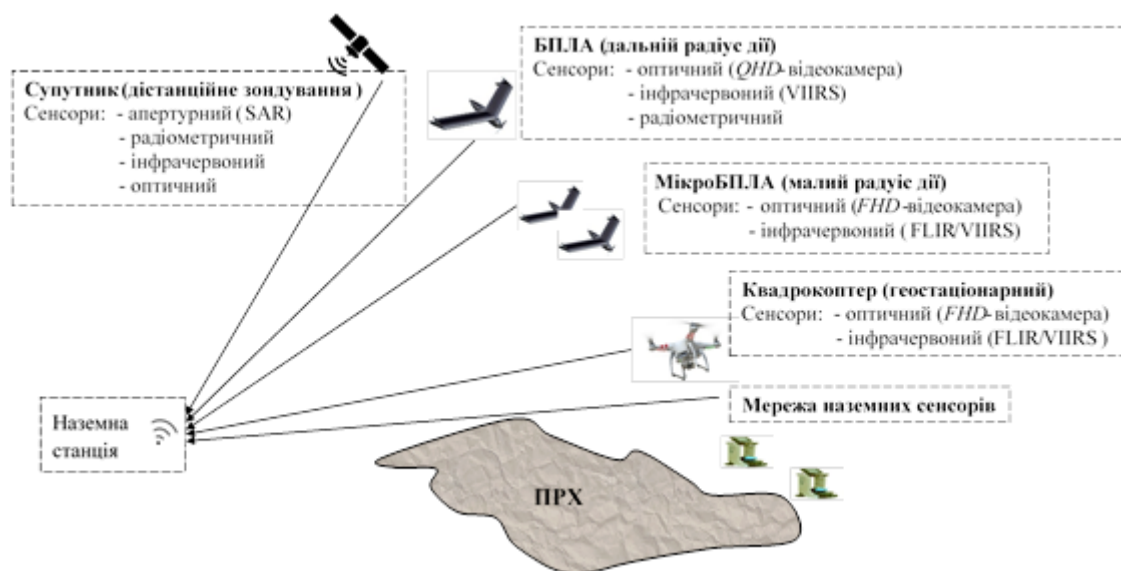 БПЛА (дальній радіус дії)
Сенсори: - оптичний (QHD-відеокамера)
- інфрачервоний (VIIRS)
- радіометричний
Супутник (дістанційне зондування )
Сенсори: - апертурний (SAR)
- радіометричний
- інфрачервоний
- оптичний
МікроБПЛА (малий радуіс дії)
Сенсори: - оптичний (FHD-відеокамера)
- інфрачервоний (FLIR/VIIRS)
Квадрокоптер (геостаціонарний)
Сенсори: - оптичний (FHD-відеокамера)
- інфрачервоний (FLIR/VIIRS )
Мережа наземних сенсорів
Наземна
станція
ПРХ